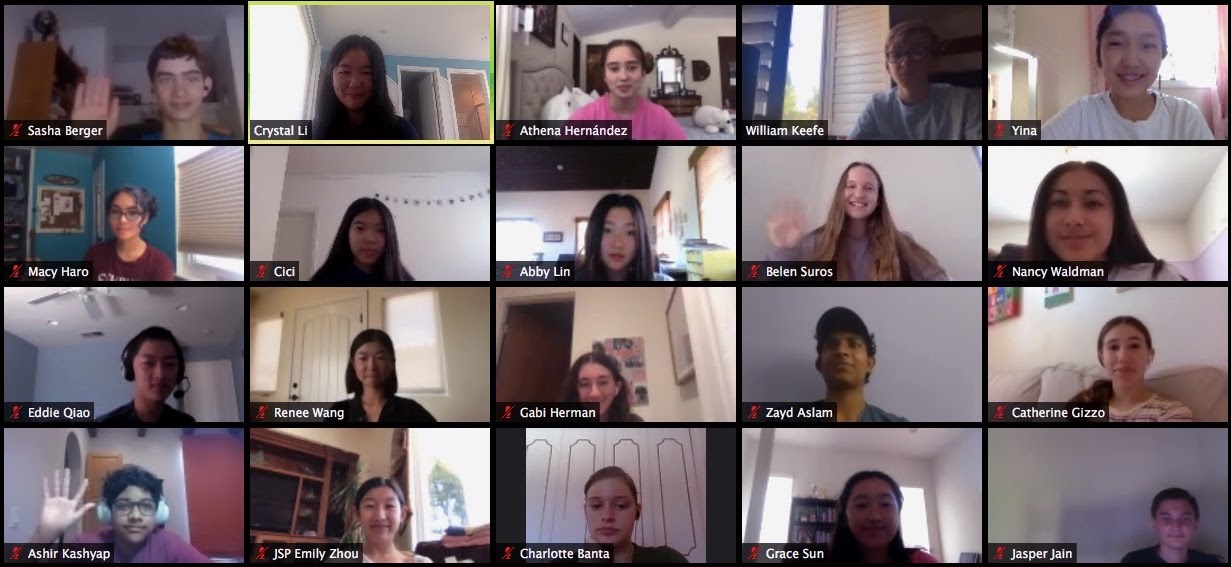 Sasha Berger
Crystal Li
Athena Hernández
William Keefe
Yina
Macy Haro
Cici
Abby Lin
Belen Suros
Nancy Waldman
Eddie Qiao
Renee Wang
Gabi Herman
Zayd Aslam
Catherine Gizzo
Ashir Kashyap
JSP Emily Zhou
Charlotte Banta
Grace Sun
Jasper Jain